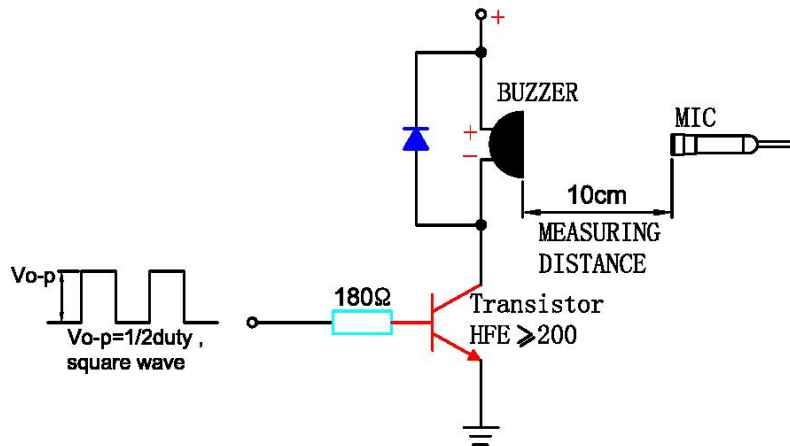 +
BUZZER
+
−
MIC
10cm
MEASURING
DISTANCE
Vo-p
180Ω
Transistor
HFE ⩾200
Vo-p=1/2duty ,
square wave